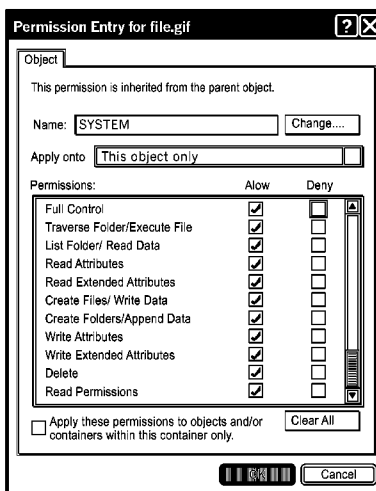 Permission Entry for file.gif ? X
Object
This permission is inherited from the parent object.
Name: SYSTEM Change....
Apply onto This object only
Permissions: Alow Deny
Full Control
Traverse Folder/Execute File
List Folder/ Read Data
Read Attributes
Read Extended Attributes
Create Files/ Write Data
Create Folders/Append Data
Write Attributes
Write Extended Attributes
Delete
Read Permissions
Apply these permissions to objects and/or
containers within this container only.
Clear All
OK Cancel